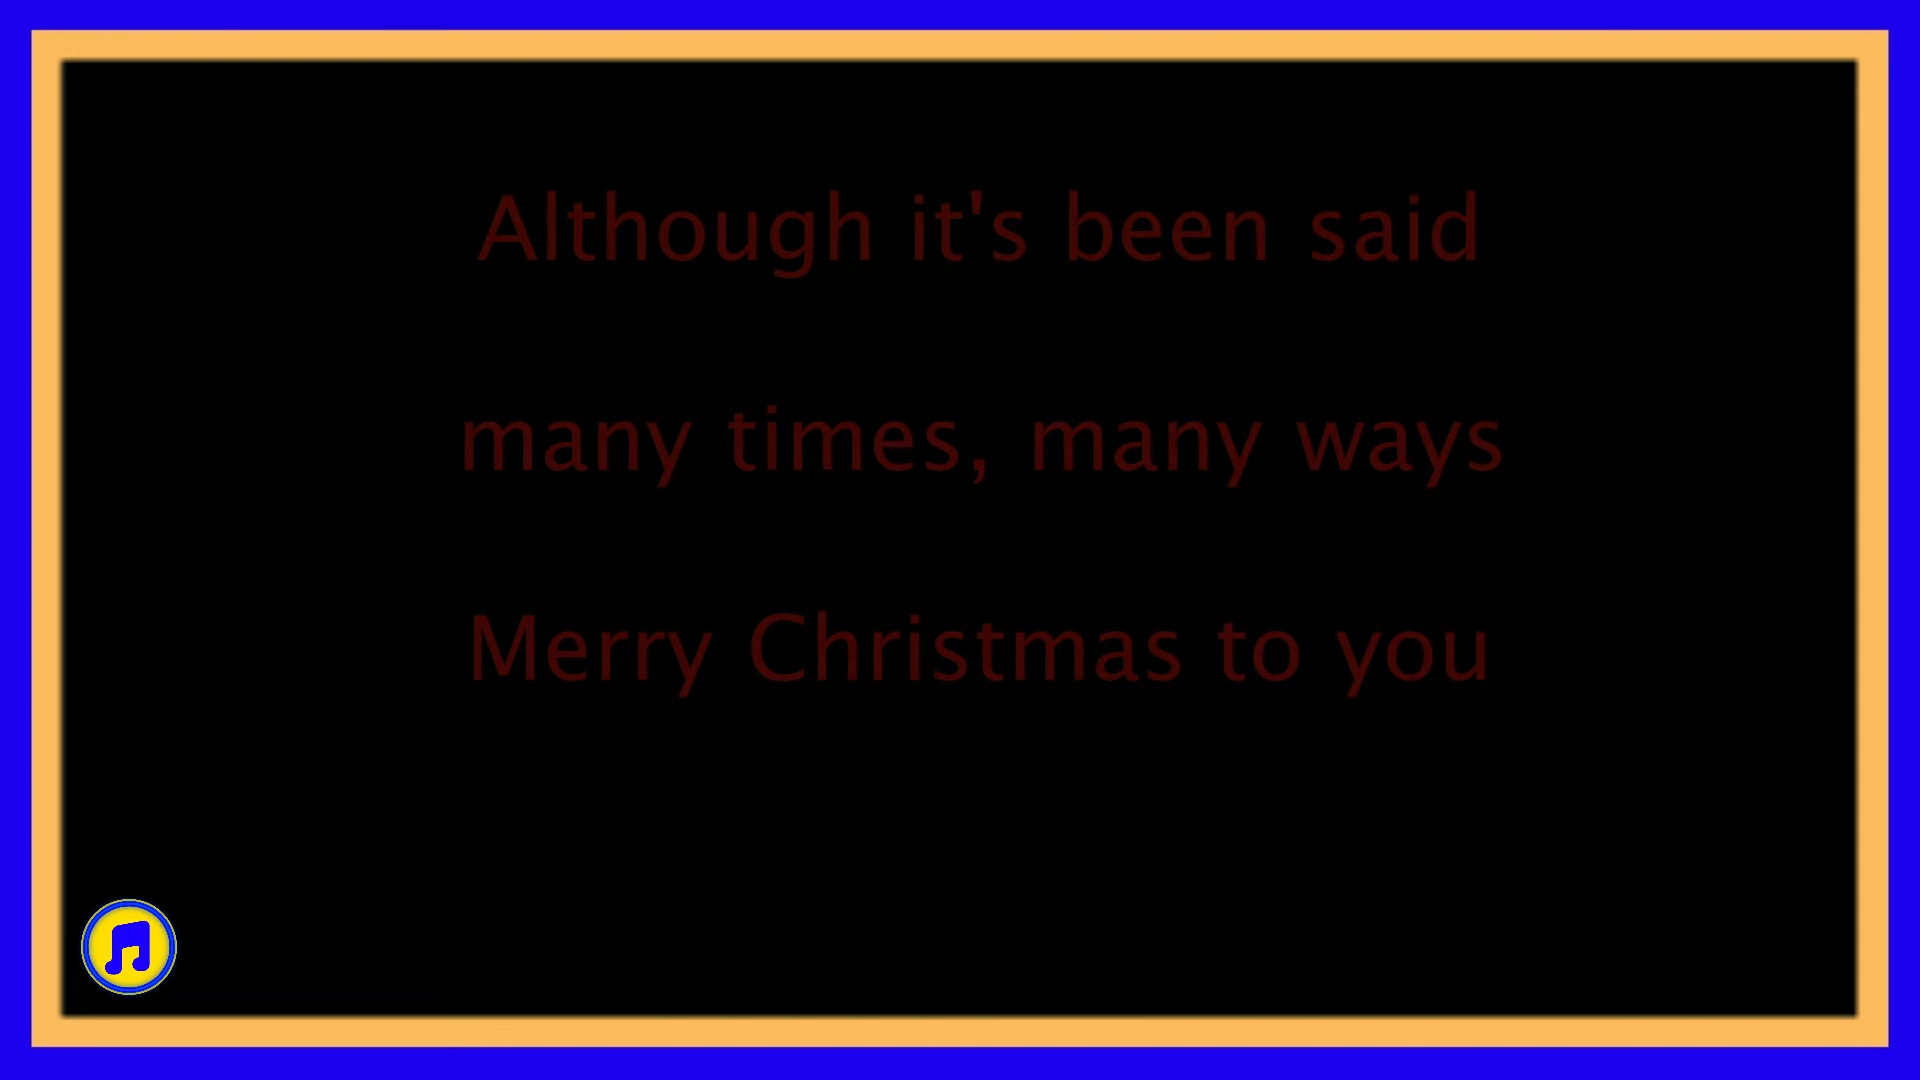 Although it's been said
many times, many ways
Merry Christmas to you